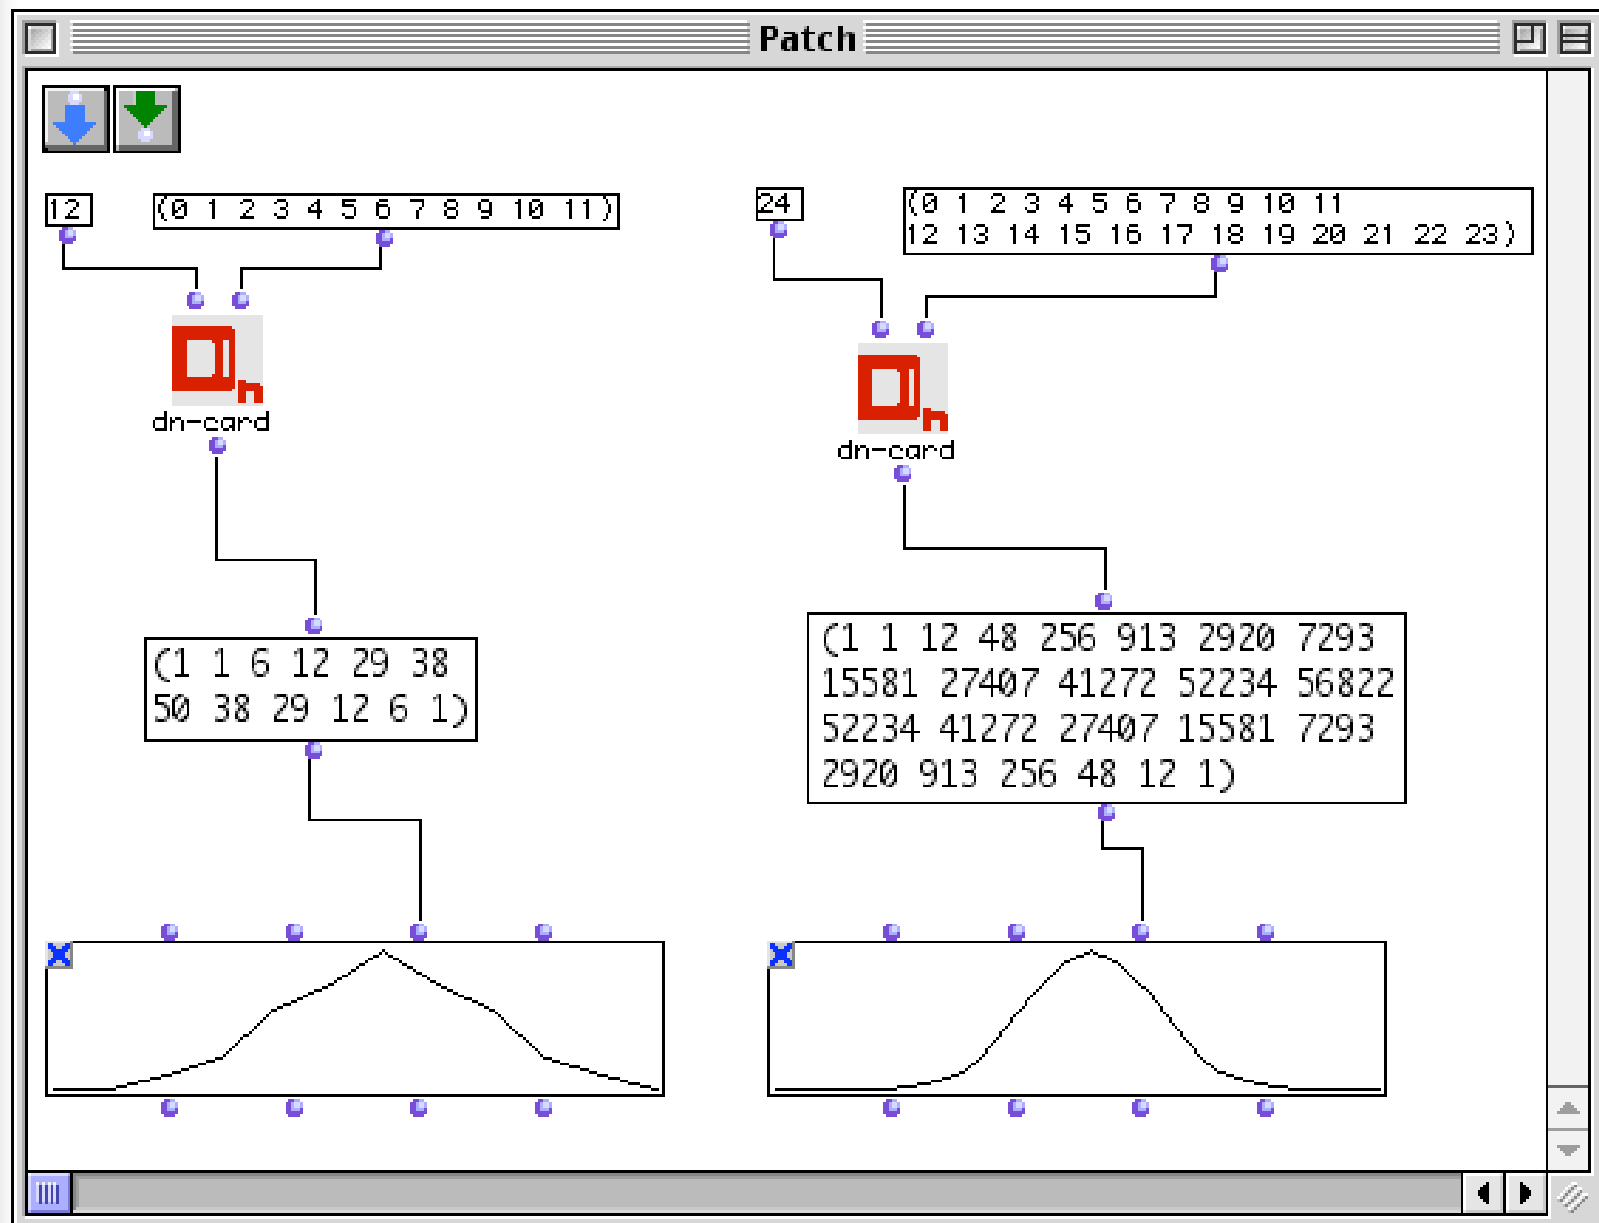 Patch
12
(0 1 2 3 4 5 6 7 8 9 10 11)
dn-card
(1 1 6 12 29 38
50 38 29 12 6 1)
24
(0 1 2 3 4 5 6 7 8 9 10 11
12 13 14 15 16 17 18 19 20 21 22 23)
dn-card
(1 1 12 48 256 913 2920 7293
15581 27407 41272 52234 56822
52234 41272 27407 15581 7293
2920 913 256 48 12 1)